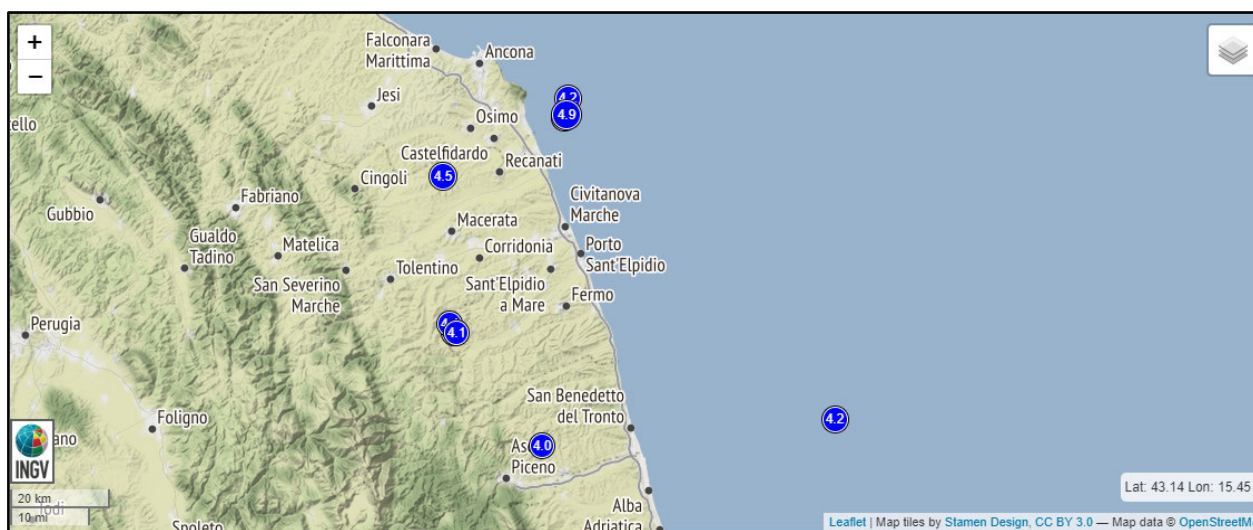 +
−
Falconara
Marittima
Ancona
Jesi
4.2
4.9
Osimo
cello
Castelfidardo
Recanati
4.5
Cingoli
Fabriano
Gubbio
Civitanova
Marche
Macerata
Gualdo
Tadino
Matelica
Corridonia
Porto
Sant'Elpidio
San Severino
Marche
Tolentino
Sant'Elpidio
a Mare
Fermo
Perugia
4.1
San Benedetto
del Tronto
Foligno
4.2
4.0
Piceno
INGV
Lat: 43.14 Lon: 15.45
20 km
10 mi
Todi
Spoleto
Alba
Adriatica
Leaflet | Map tiles by Stamen Design, CC BY 3.0 — Map data © OpenStreetM